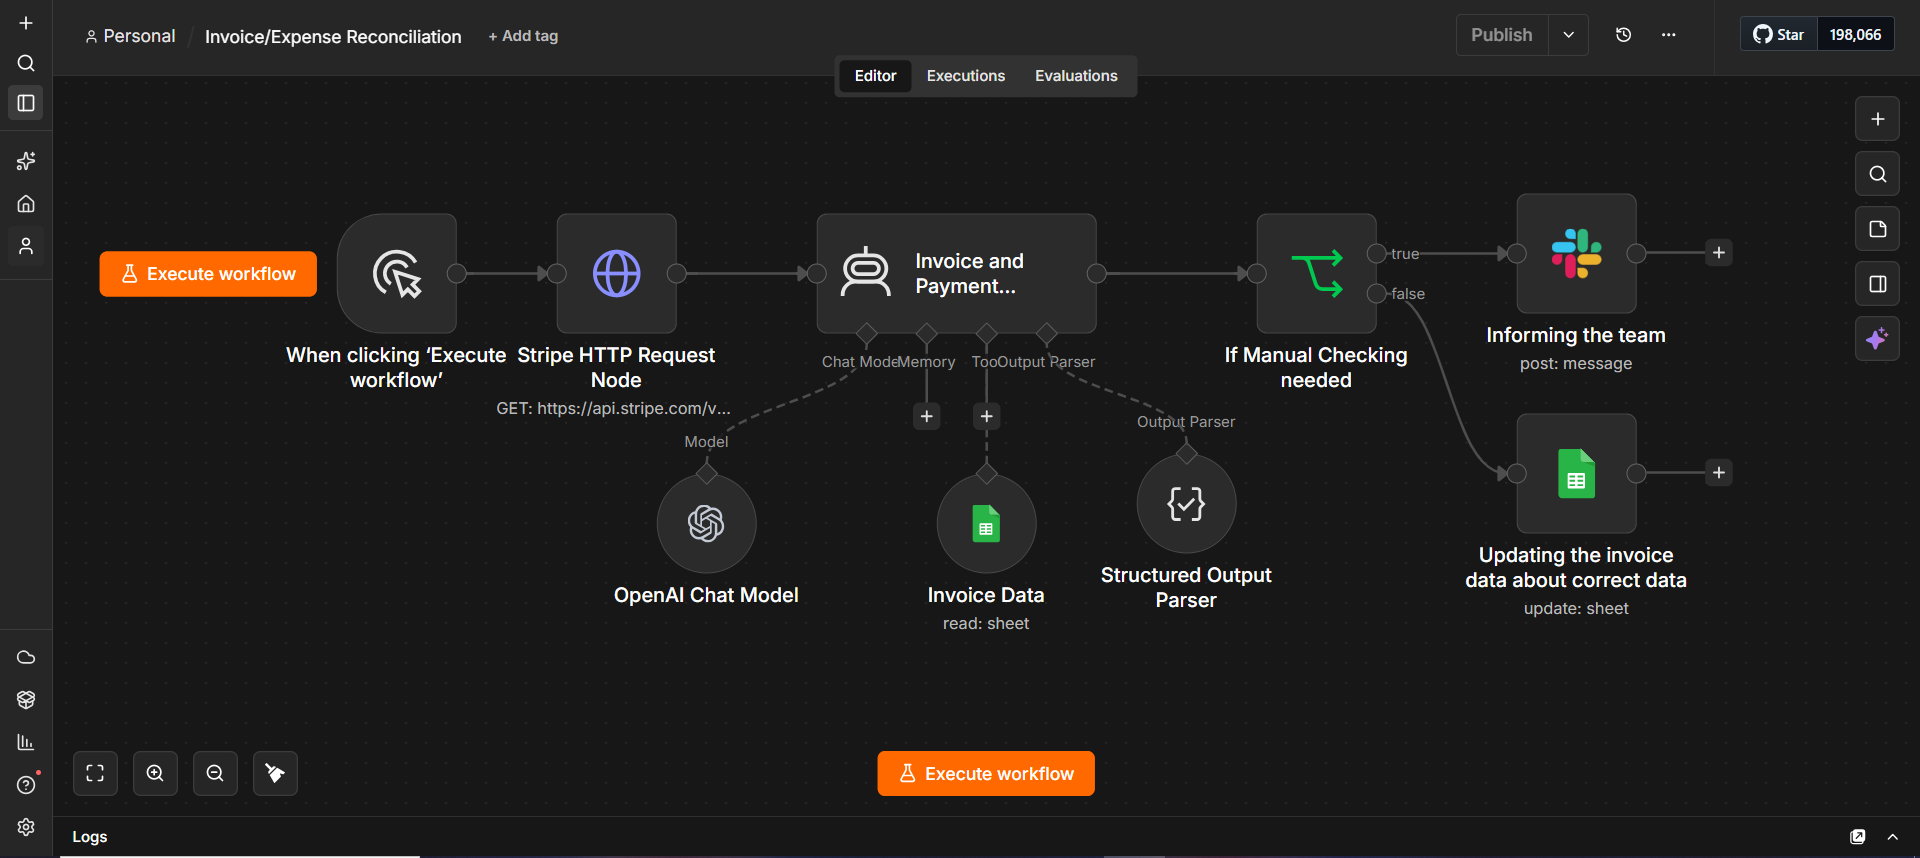 Personal / Invoice/Expense Reconciliation + Add tag
Publish
Star 198,066
Editor Executions Evaluations
Execute workflow
When clicking ‘Execute
workflow’
Stripe HTTP Request
Node
GET: https://api.stripe.com/v...
Invoice and
Payment...
Chat Mode
Memory
Too
Output Parser
Model
OpenAI Chat Model
Invoice Data
read: sheet
Output Parser
Structured Output
Parser
If Manual Checking
needed
true
false
Informing the team
post: message
Updating the invoice
data about correct data
update: sheet
Execute workflow
Logs